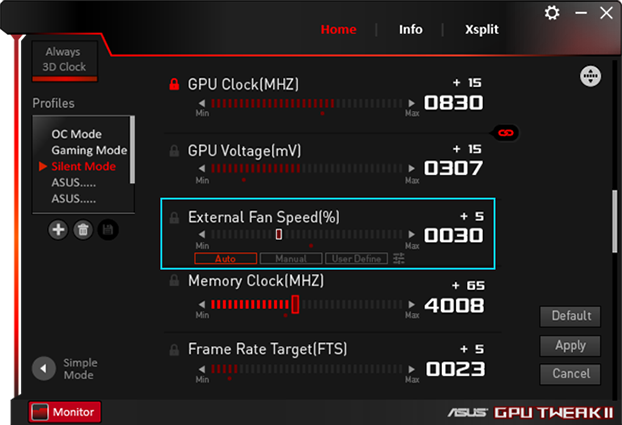 Home
Info
Xsplit
Always
3D Clock
Profiles
OC Mode
Gaming Mode
Silent Mode
ASUS.....
ASUS.....
Simple
Mode
GPU Clock(MHZ)
+ 15
0830
Min
Max
GPU Voltage(mV)
+ 15
0307
Min
Max
External Fan Speed(%)
+ 5
0030
Min
Max
Auto
Manual
User Define
Memory Clock(MHZ)
+ 65
4008
Min
Max
Frame Rate Target(FTS)
+ 5
0023
Min
Max
Default
Apply
Cancel
Monitor
ASUS GPU TWEAK II